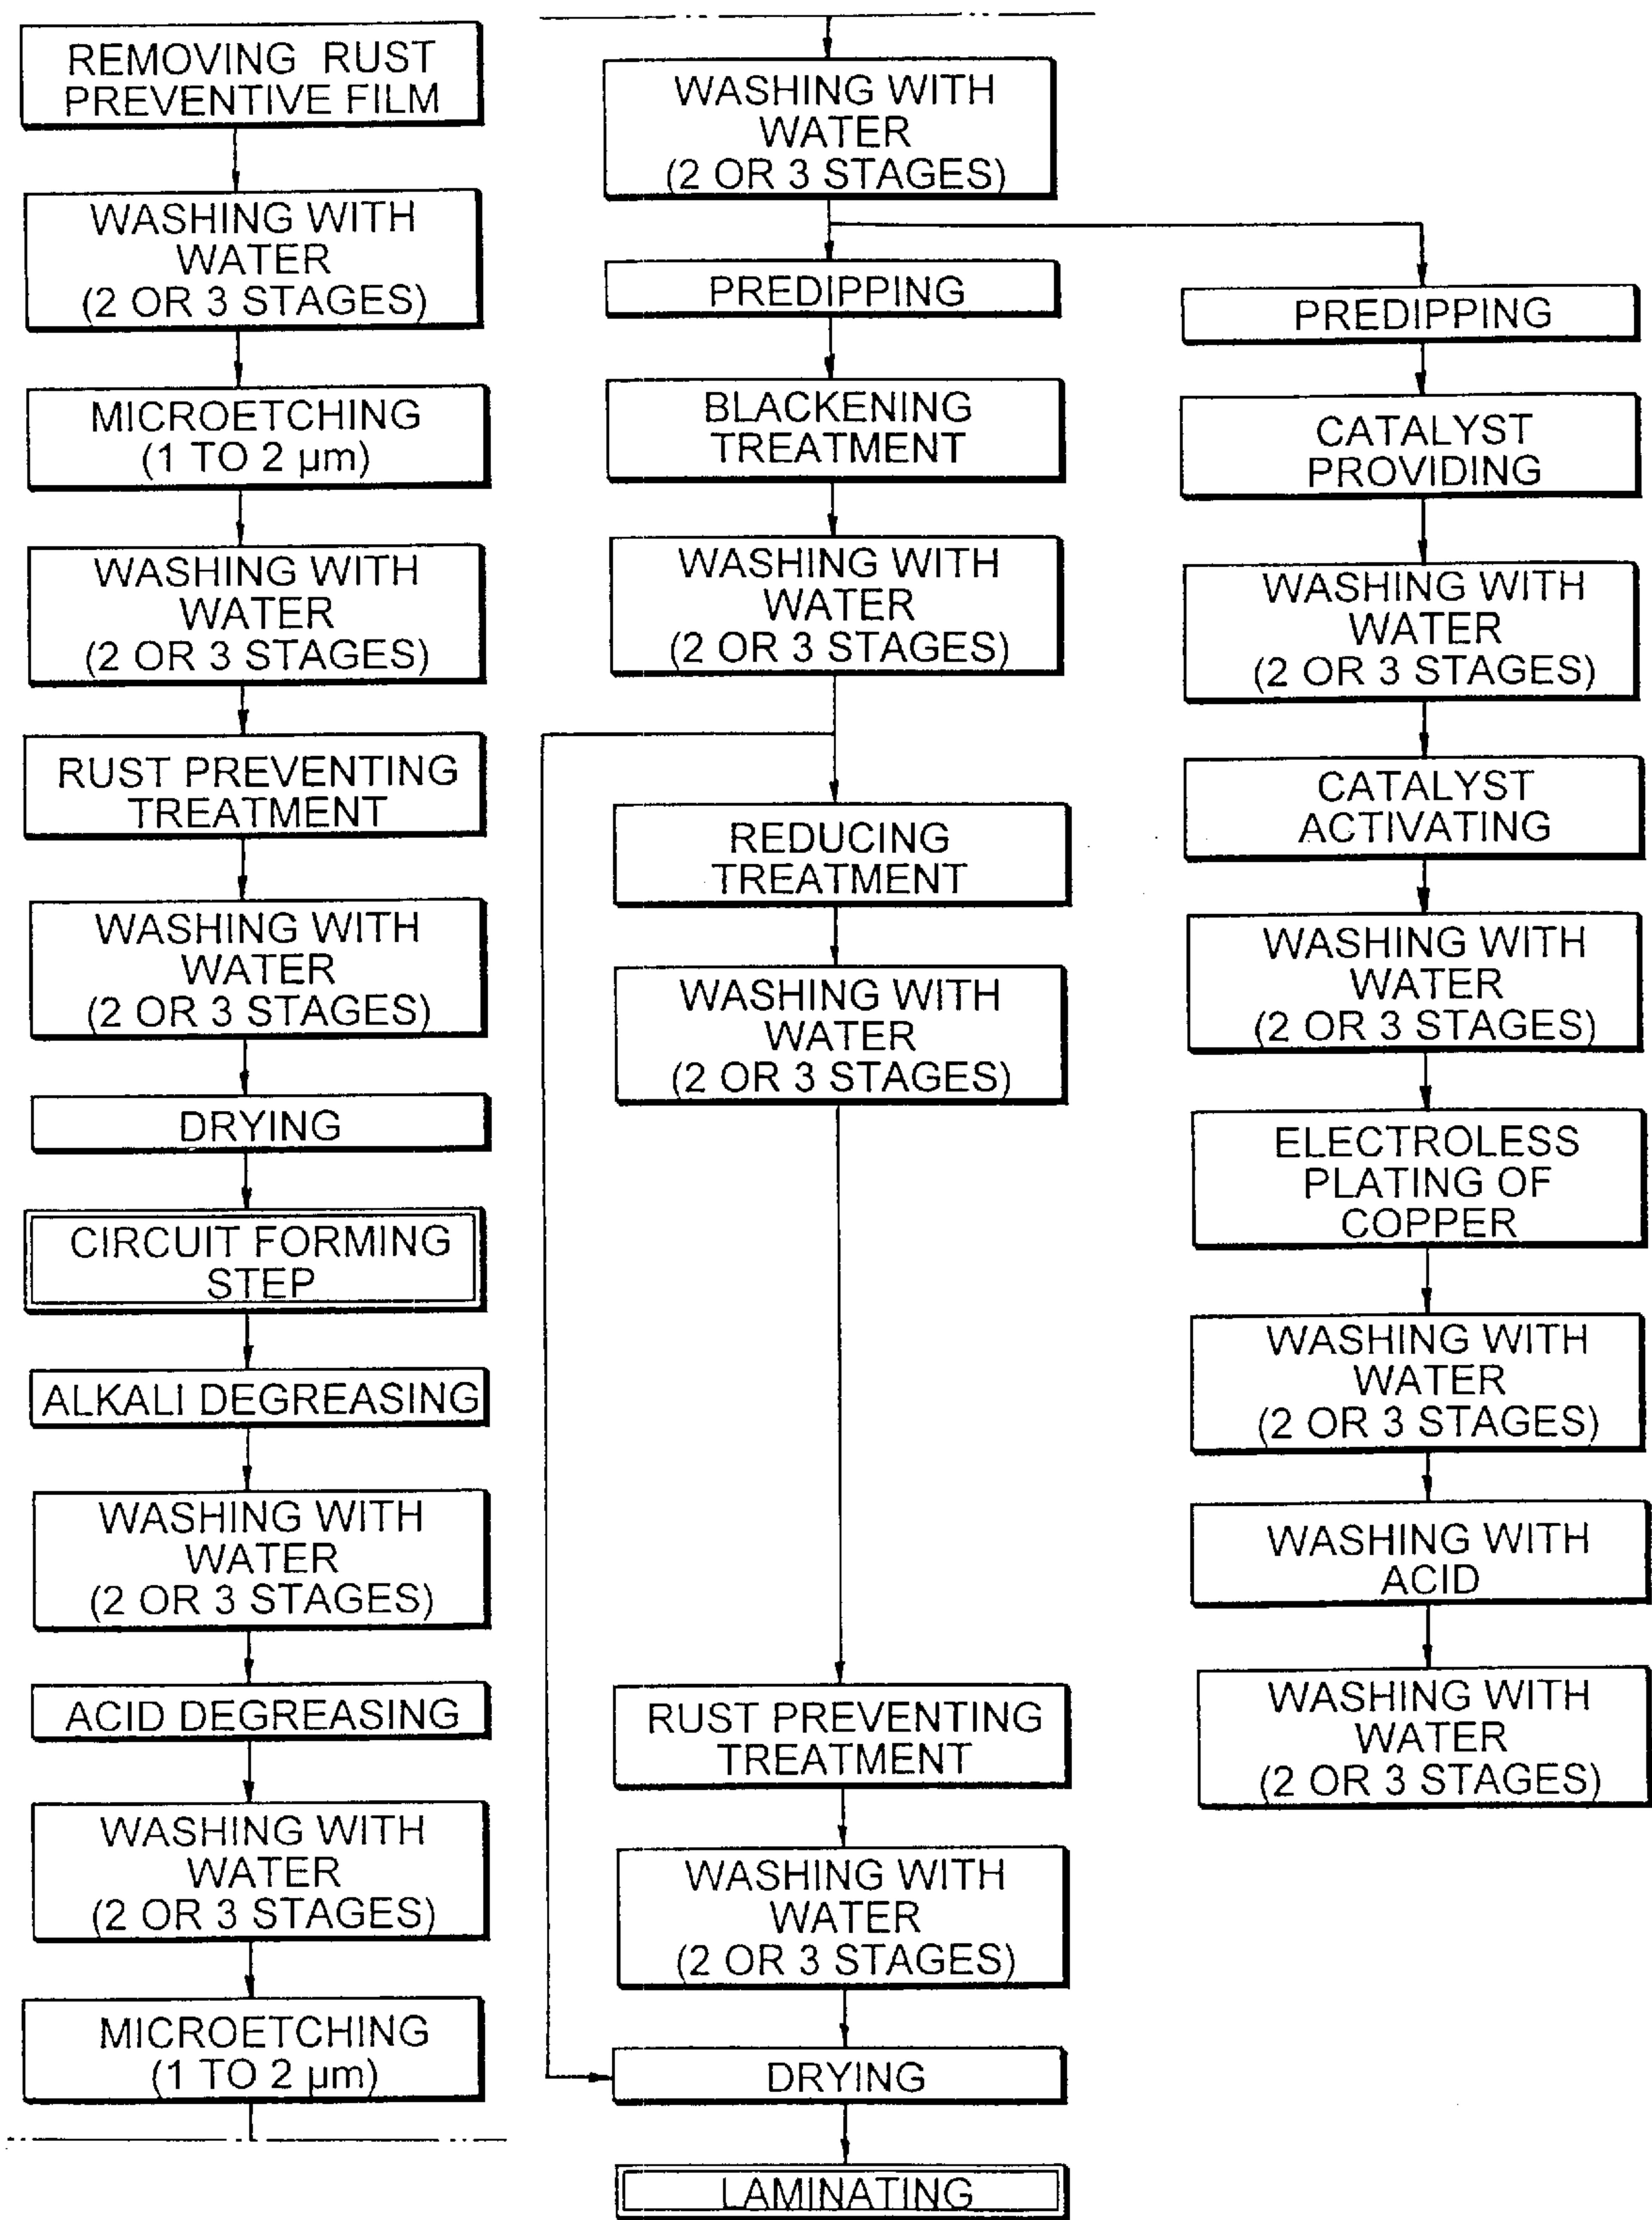 REMOVING RUST
PREVENTIVE FILM
WASHING WITH
WATER
(2 OR 3 STAGES)
MICROETCHING
(1 TO 2 µm)
WASHING WITH
WATER
(2 OR 3 STAGES)
RUST PREVENTING
TREATMENT
WASHING WITH
WATER
(2 OR 3 STAGES)
DRYING
CIRCUIT FORMING
STEP
ALKALI DEGREASING
WASHING WITH
WATER
(2 OR 3 STAGES)
ACID DEGREASING
WASHING WITH
WATER
(2 OR 3 STAGES)
MICROETCHING
(1 TO 2 µm)
WASHING WITH
WATER
(2 OR 3 STAGES)
PREDIPPING
BLACKENING
TREATMENT
WASHING WITH
WATER
(2 OR 3 STAGES)
REDUCING
TREATMENT
WASHING WITH
WATER
(2 OR 3 STAGES)
RUST PREVENTING
TREATMENT
WASHING WITH
WATER
(2 OR 3 STAGES)
DRYING
LAMINATING
PREDIPPING
CATALYST
PROVIDING
WASHING WITH
WATER
(2 OR 3 STAGES)
CATALYST
ACTIVATING
WASHING WITH
WATER
(2 OR 3 STAGES)
ELECTROLESS
PLATING OF
COPPER
WASHING WITH
WATER
(2 OR 3 STAGES)
WASHING WITH
ACID
WASHING WITH
WATER
(2 OR 3 STAGES)